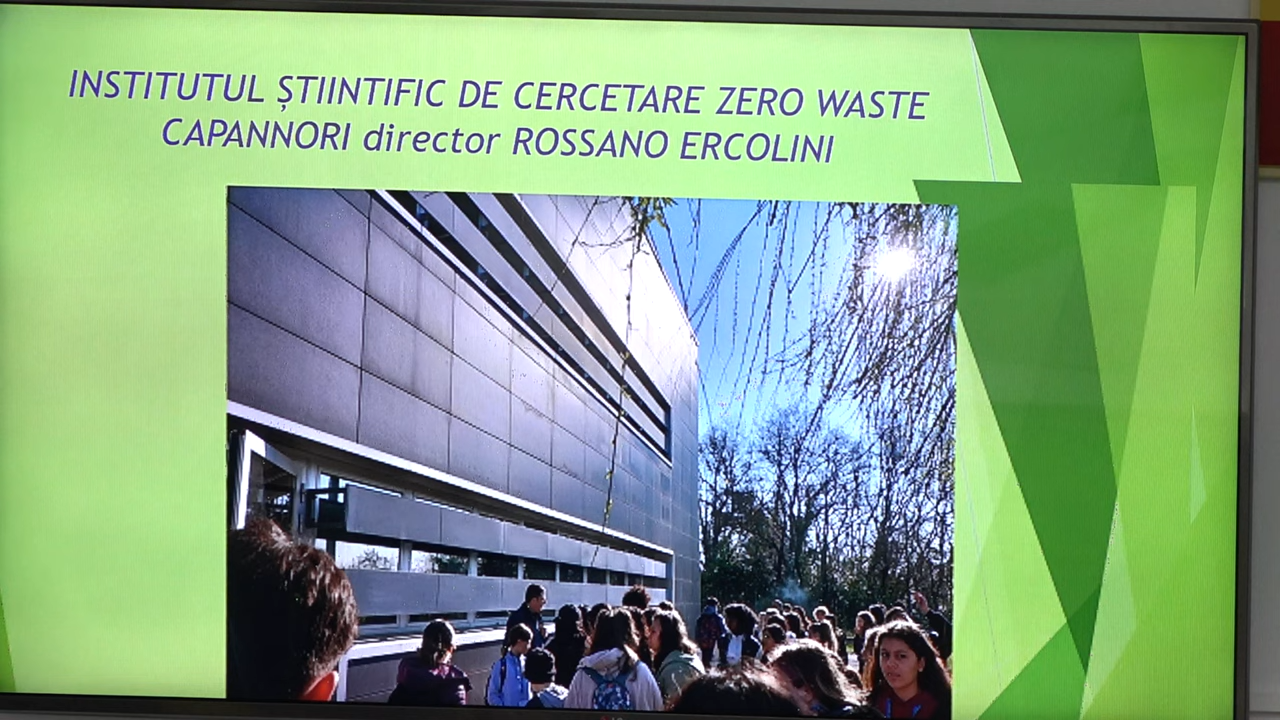 INSTITUTUL ȘTIINTIFIC DE CERCETARE ZERO WASTE
CAPANNORI director ROSSANO ERCOLINI